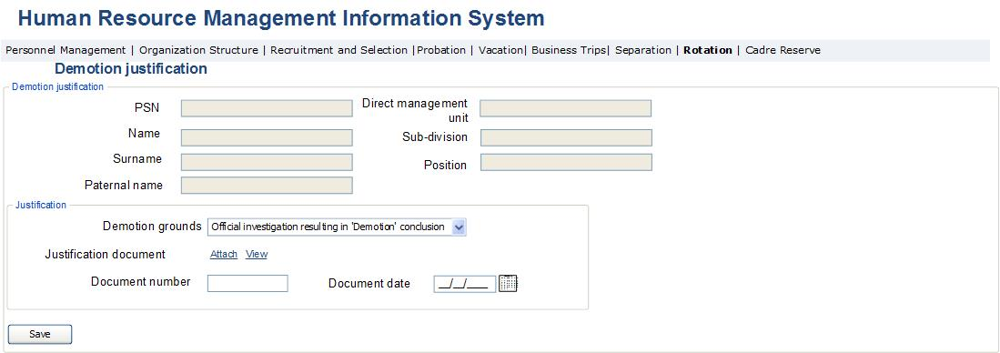 Human Resource Management Information System
Personnel Management | Organization Structure | Recruitment and Selection |Probation | Vacation| Business Trips| Separation | Rotation | Cadre Reserve
Demotion justification
Demotion justification
PSN
Direct management
unit
Name
Sub-division
Surname
Position
Paternal name
Justification
Demotion grounds Official investigation resulting in 'Demotion' conclusion
Justification document Attach View
Document number Document date __/__/____
Save